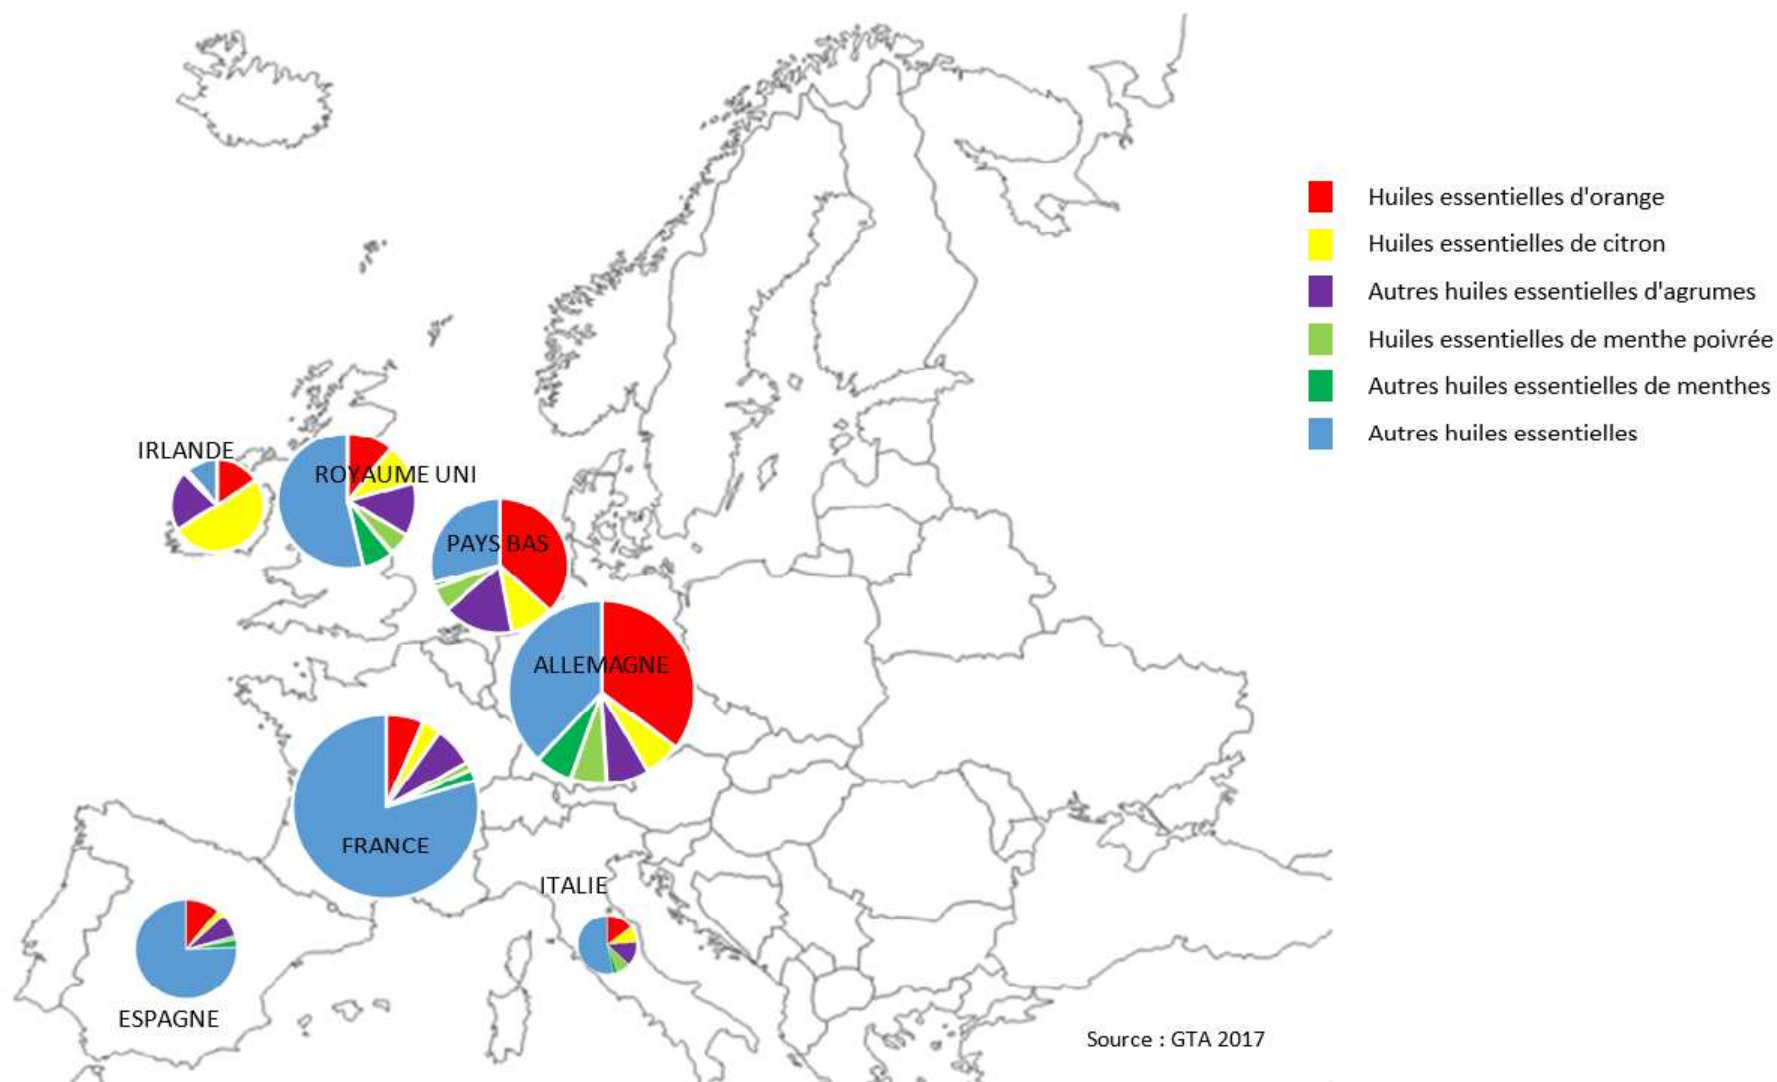 Huiles essentielles d'orange
Huiles essentielles de citron
Autres huiles essentielles d'agrumes
Huiles essentielles de menthe poivrée
Autres huiles essentielles de menthes
Autres huiles essentielles
IRLANDE
ROYAUME UNI
PAYS BAS
ALLEMAGNE
FRANCE
ITALIE
ESPAGNE
Source : GTA 2017